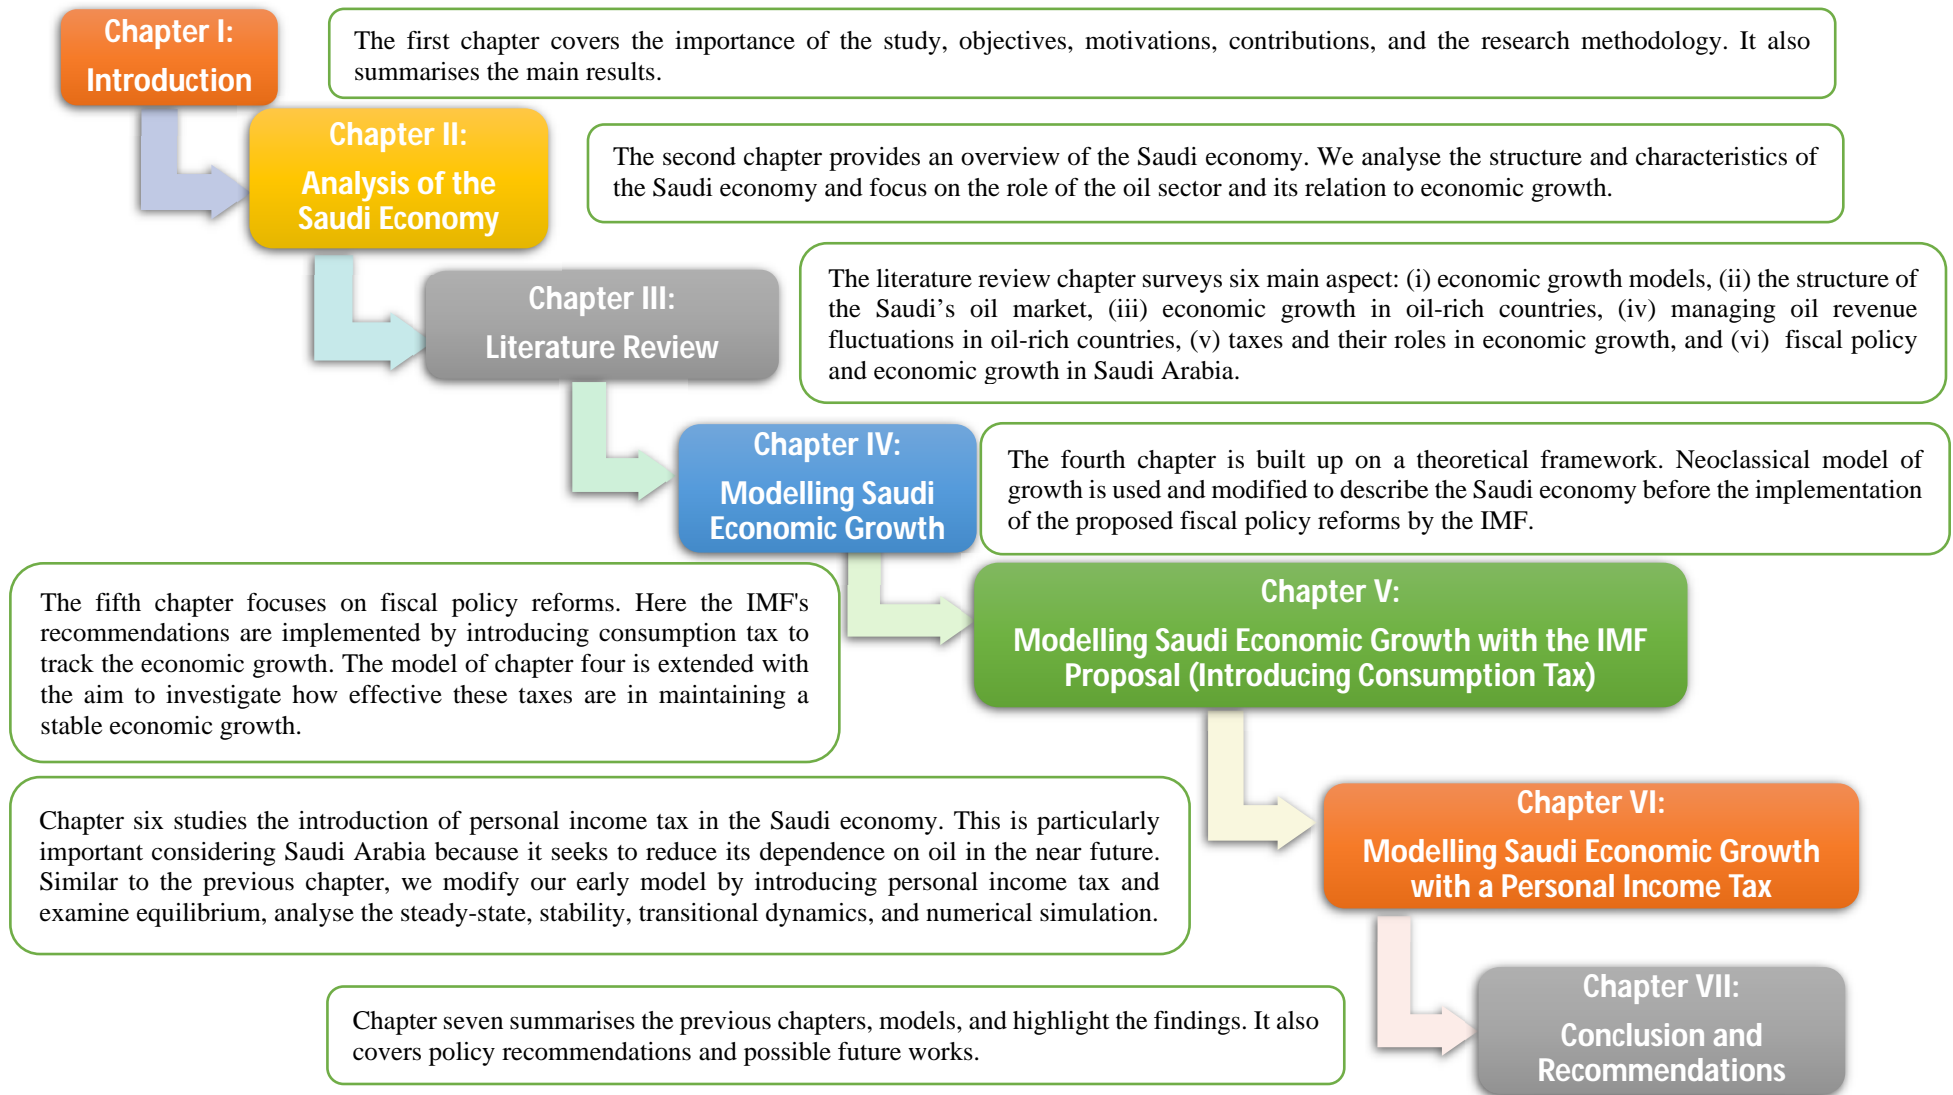 Chapter I:
Introduction
The first chapter covers the importance of the study, objectives, motivations, contributions, and the research methodology. It also
summarises the main results.
Chapter II:
Analysis of the
Saudi Economy
The second chapter provides an overview of the Saudi economy. We analyse the structure and characteristics of
the Saudi economy and focus on the role of the oil sector and its relation to economic growth.
Chapter III:
Literature Review
The literature review chapter surveys six main aspect: (i) economic growth models, (ii) the structure of
the Saudi’s oil market, (iii) economic growth in oil-rich countries, (iv) managing oil revenue
fluctuations in oil-rich countries, (v) taxes and their roles in economic growth, and (vi) fiscal policy
and economic growth in Saudi Arabia.
Chapter IV:
Modelling Saudi
Economic Growth
The fourth chapter is built up on a theoretical framework. Neoclassical model of
growth is used and modified to describe the Saudi economy before the implementation
of the proposed fiscal policy reforms by the IMF.
Chapter V:
Modelling Saudi Economic Growth with the IMF
Proposal (Introducing Consumption Tax)
The fifth chapter focuses on fiscal policy reforms. Here the IMF's
recommendations are implemented by introducing consumption tax to
track the economic growth. The model of chapter four is extended with
the aim to investigate how effective these taxes are in maintaining a
stable economic growth.
Chapter VI:
Modelling Saudi Economic Growth
with a Personal Income Tax
Chapter six studies the introduction of personal income tax in the Saudi economy. This is particularly
important considering Saudi Arabia because it seeks to reduce its dependence on oil in the near future.
Similar to the previous chapter, we modify our early model by introducing personal income tax and
examine equilibrium, analyse the steady-state, stability, transitional dynamics, and numerical simulation.
Chapter VII:
Conclusion and
Recommendations
Chapter seven summarises the previous chapters, models, and highlight the findings. It also
covers policy recommendations and possible future works.